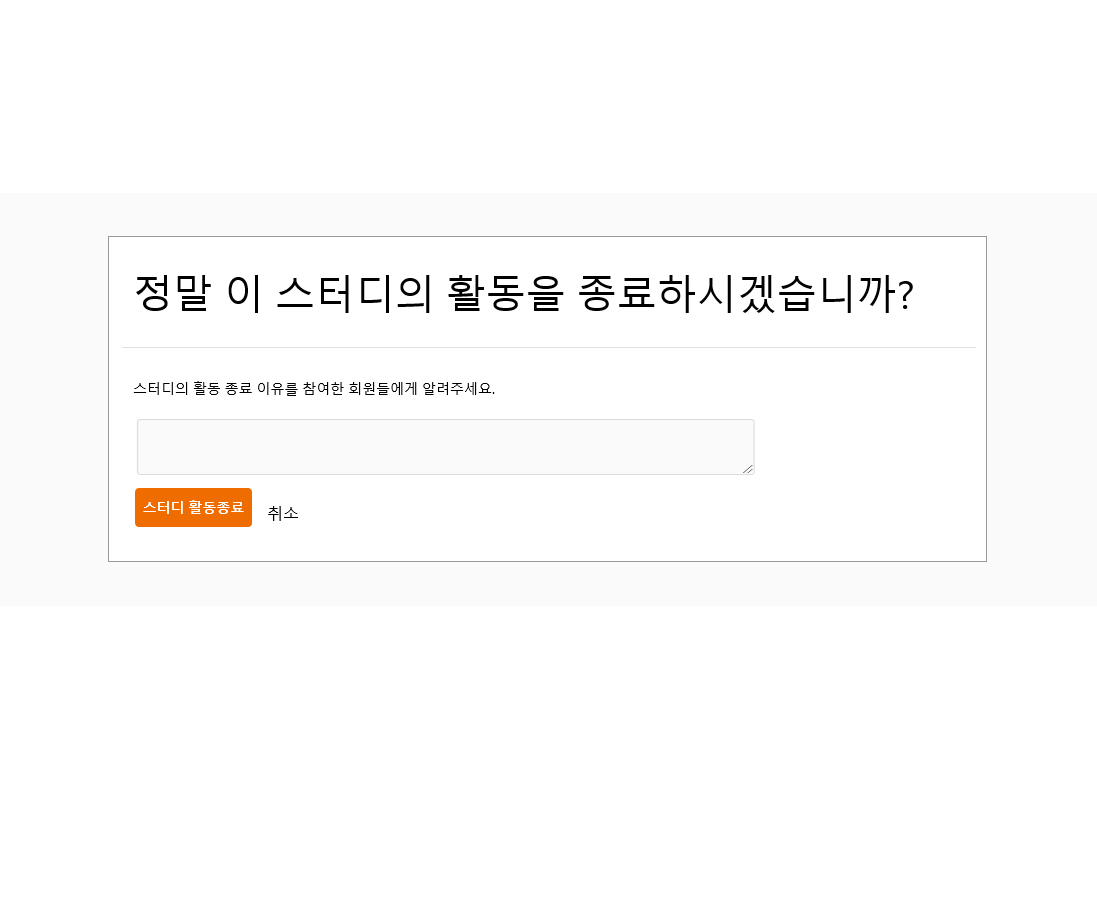 정말 이 스터디의 활동을 종료하시겠습니까?
스터디의 활동 종료 이유를 참여한 회원들에게 알려주세요.
스터디 활동종료
취소